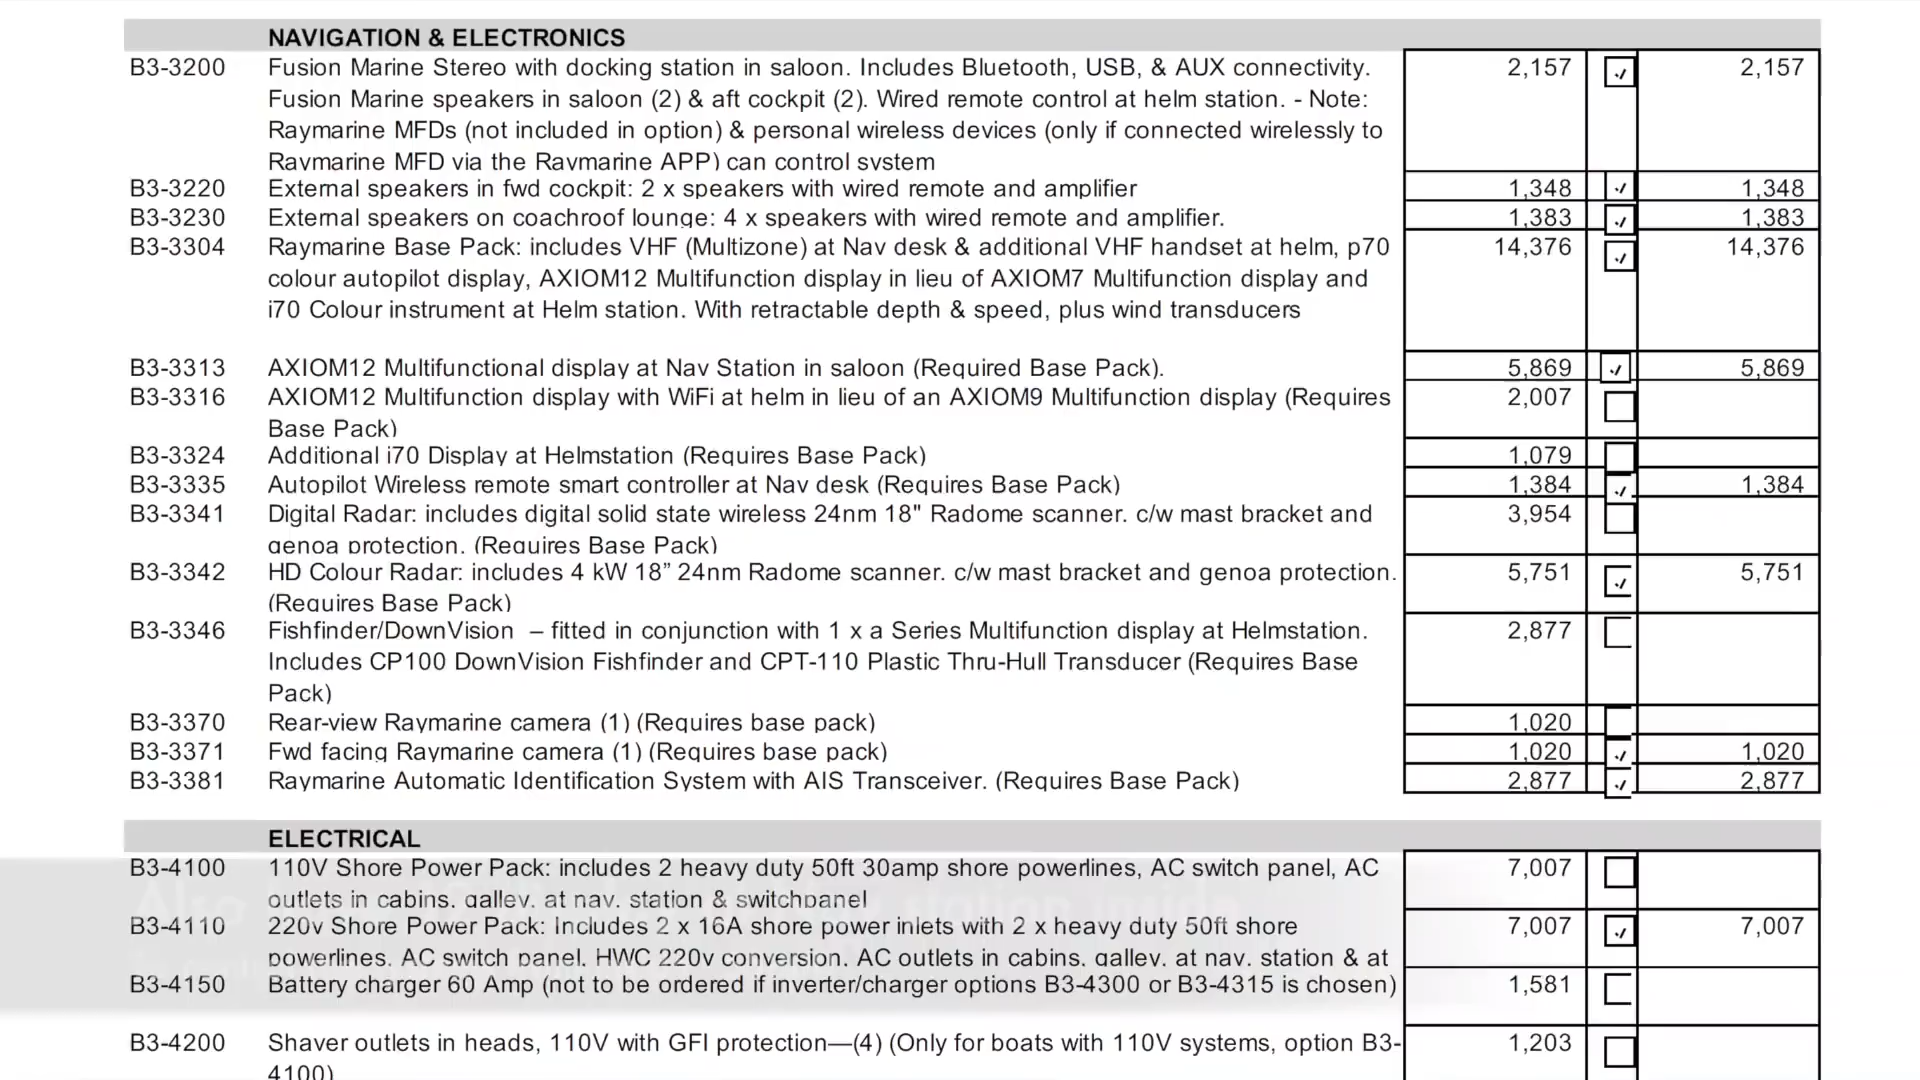 NAVIGATION & ELECTRONICS
B3-3200 Fusion Marine Stereo with docking station in saloon. Includes Bluetooth, USB, & AUX connectivity. 2,157 2,157
Fusion Marine speakers in saloon (2) & aft cockpit (2). Wired remote control at helm station. - Note:
Raymarine MFDs (not included in option) & personal wireless devices (only if connected wirelessly to
Raymarine MFD via the Raymarine APP) can control system
B3-3220 External speakers in fwd cockpit: 2 x speakers with wired remote and amplifier 1,348 1,348
B3-3230 External speakers on coachroof lounge: 4 x speakers with wired remote and amplifier. 1,383 1,383
B3-3304 Raymarine Base Pack: includes VHF (Multizone) at Nav desk & additional VHF handset at helm, p70 14,376 14,376
colour autopilot display, AXIOM12 Multifunction display in lieu of AXIOM7 Multifunction display and
i70 Colour instrument at Helm station. With retractable depth & speed, plus wind transducers
B3-3313 AXIOM12 Multifunctional display at Nav Station in saloon (Required Base Pack). 5,869 5,869
B3-3316 AXIOM12 Multifunction display with WiFi at helm in lieu of an AXIOM9 Multifunction display (Requires 2,007
Base Pack)
B3-3324 Additional i70 Display at Helmstation (Requires Base Pack) 1,079
B3-3335 Autopilot Wireless remote smart controller at Nav desk (Requires Base Pack) 1,384 1,384
B3-3341 Digital Radar: includes digital solid state wireless 24nm 18" Radome scanner. c/w mast bracket and 3,954
genoa protection. (Requires Base Pack)
B3-3342 HD Colour Radar: includes 4 kW 18” 24nm Radome scanner. c/w mast bracket and genoa protection. 5,751 5,751
(Requires Base Pack)
B3-3346 Fishfinder/DownVision – fitted in conjunction with 1 x a Series Multifunction display at Helmstation. 2,877
Includes CP100 DownVision Fishfinder and CPT-110 Plastic Thru-Hull Transducer (Requires Base
Pack)
B3-3370 Rear-view Raymarine camera (1) (Requires base pack) 1,020
B3-3371 Fwd facing Raymarine camera (1) (Requires base pack) 1,020 1,020
B3-3381 Raymarine Automatic Identification System with AIS Transceiver. (Requires Base Pack) 2,877 2,877
ELECTRICAL
B3-4100 110V Shore Power Pack: includes 2 heavy duty 50ft 30amp shore powerlines, AC switch panel, AC 7,007
outlets in cabins, galley, at nav. station & switchpanel
B3-4110 220v Shore Power Pack: Includes 2 x 16A shore power inlets with 2 x heavy duty 50ft shore 7,007 7,007
powerlines, AC switch panel, HWC 220v conversion, AC outlets in cabins, galley, at nav. station & at
B3-4150 Battery charger 60 Amp (not to be ordered if inverter/charger options B3-4300 or B3-4315 is chosen) 1,581
B3-4200 Shaver outlets in heads, 110V with GFI protection—(4) (Only for boats with 110V systems, option B3- 1,203
4100)